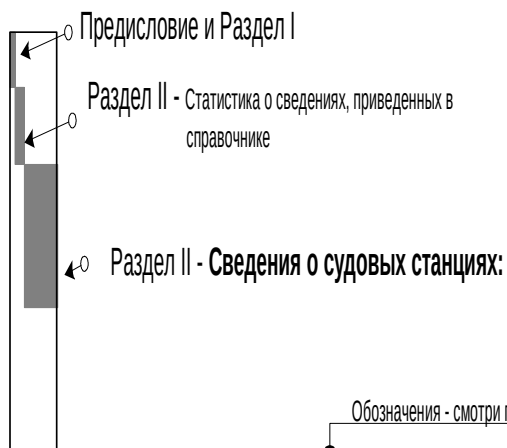 Предисловие и Раздел I
Раздел II - Статистика о сведениях, приведенных в
справочнике
Раздел II - Сведения о судовых станциях:
Обозначения - смотри